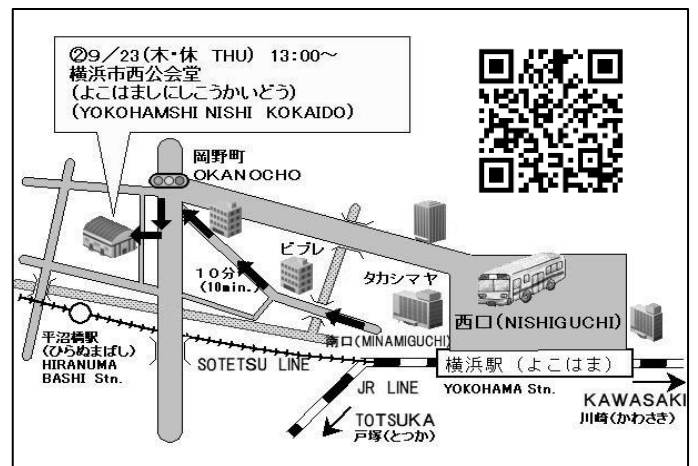 ②9/23(木・休 THU) 13:00~
横浜市西公会堂
(よこはましにしこうかいどう)
(YOKOHAMSHI NISHI KOKAIDO)
岡野町
OKANOCHO
ビブレ
10分
(10min.)
タカシマヤ
西口(NISHIGUCHI)
南口(MINAMIGUCHI)
平沼橋駅
(ひらぬまばし)
HIRANUMA
BASHI Stn.
SOTETSU LINE
横浜駅(よこはま)
YOKOHAMA Stn.
JR LINE
KAWASAKI
川崎(かわさき)
TOTSUKA
戸塚(とつか)